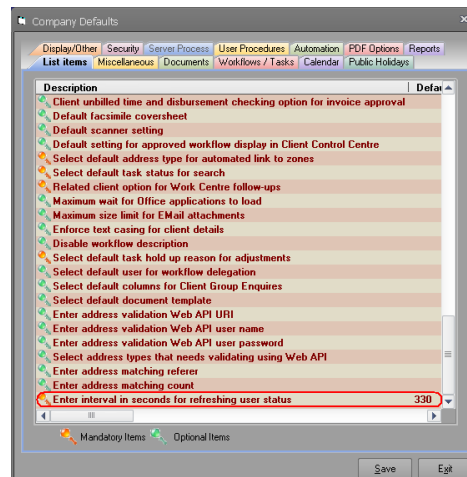 Company Defaults
Display/Other Security Server Process User Procedures Automation PDF Options Reports
List items Miscellaneous Documents Workflows / Tasks Calendar Public Holidays
Description Defau
Client unbilled time and disbursement checking option for invoice approval
Default facsimile coversheet
Default scanner setting
Default setting for approved workflow display in Client Control Centre
Select default address type for automated link to zones
Select default task status for search
Related client option for Work Centre follow-ups
Maximum wait for Office applications to load
Maximum size limit for EMail attachments
Enforce text casing for client details
Disable workflow description
Select default task hold up reason for adjustments
Select default user for workflow delegation
Select default columns for Client Group Enquires
Select default document template
Enter address validation Web API URI
Enter address validation Web API user name
Enter address validation Web API user password
Select address types that needs validating using Web API
Enter address matching referer
Enter address matching count
Enter interval in seconds for refreshing user status 330
Mandatory Items Optional Items
Save Exit